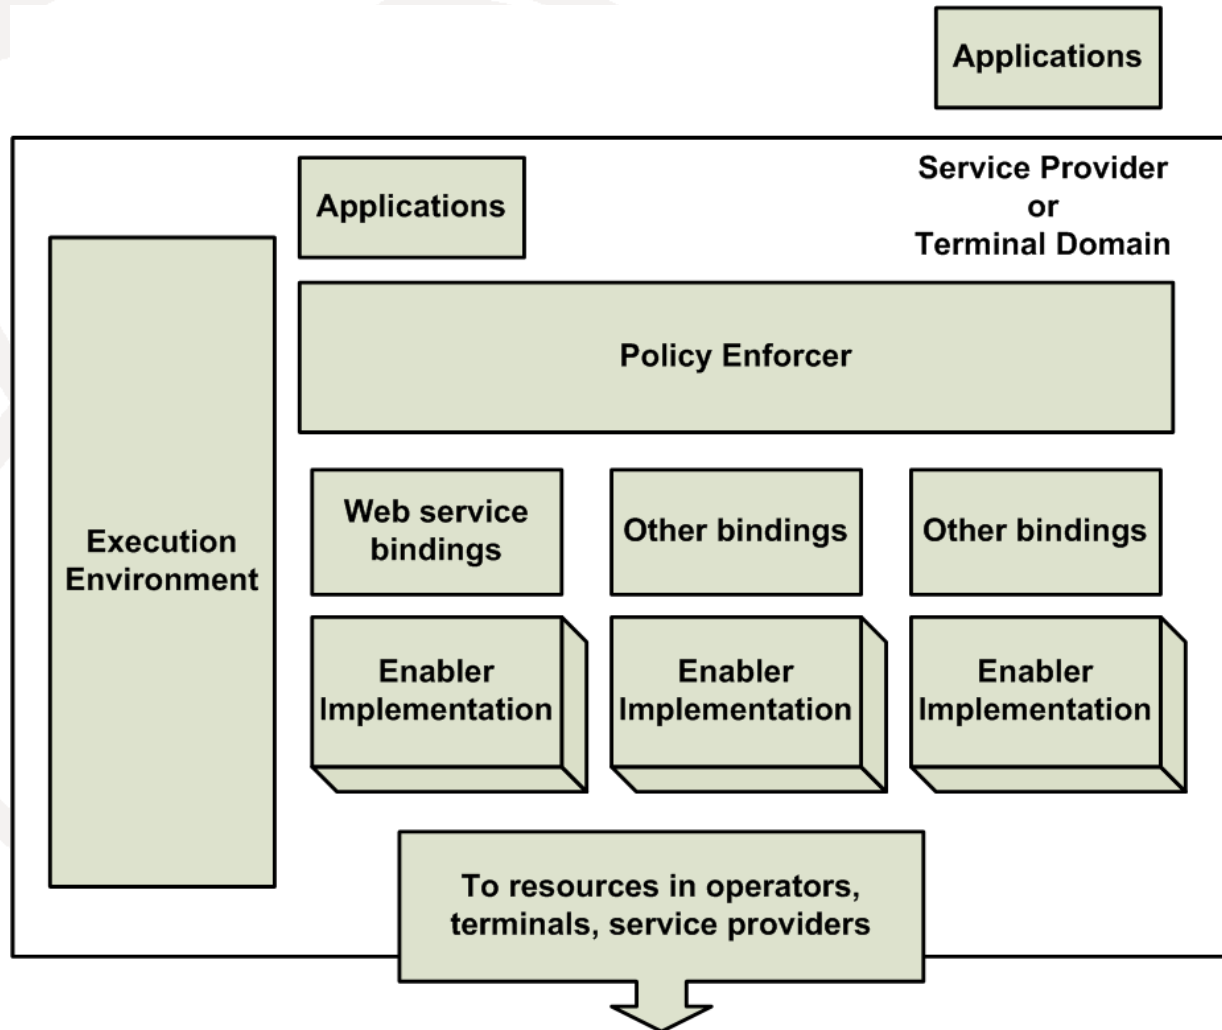 Applications
Service Provider
or
Terminal Domain
Applications
Policy Enforcer
Execution
Environment
Web service
bindings
Other bindings
Other bindings
Enabler
Implementation
Enabler
Implementation
Enabler
Implementation
To resources in operators,
terminals, service providers